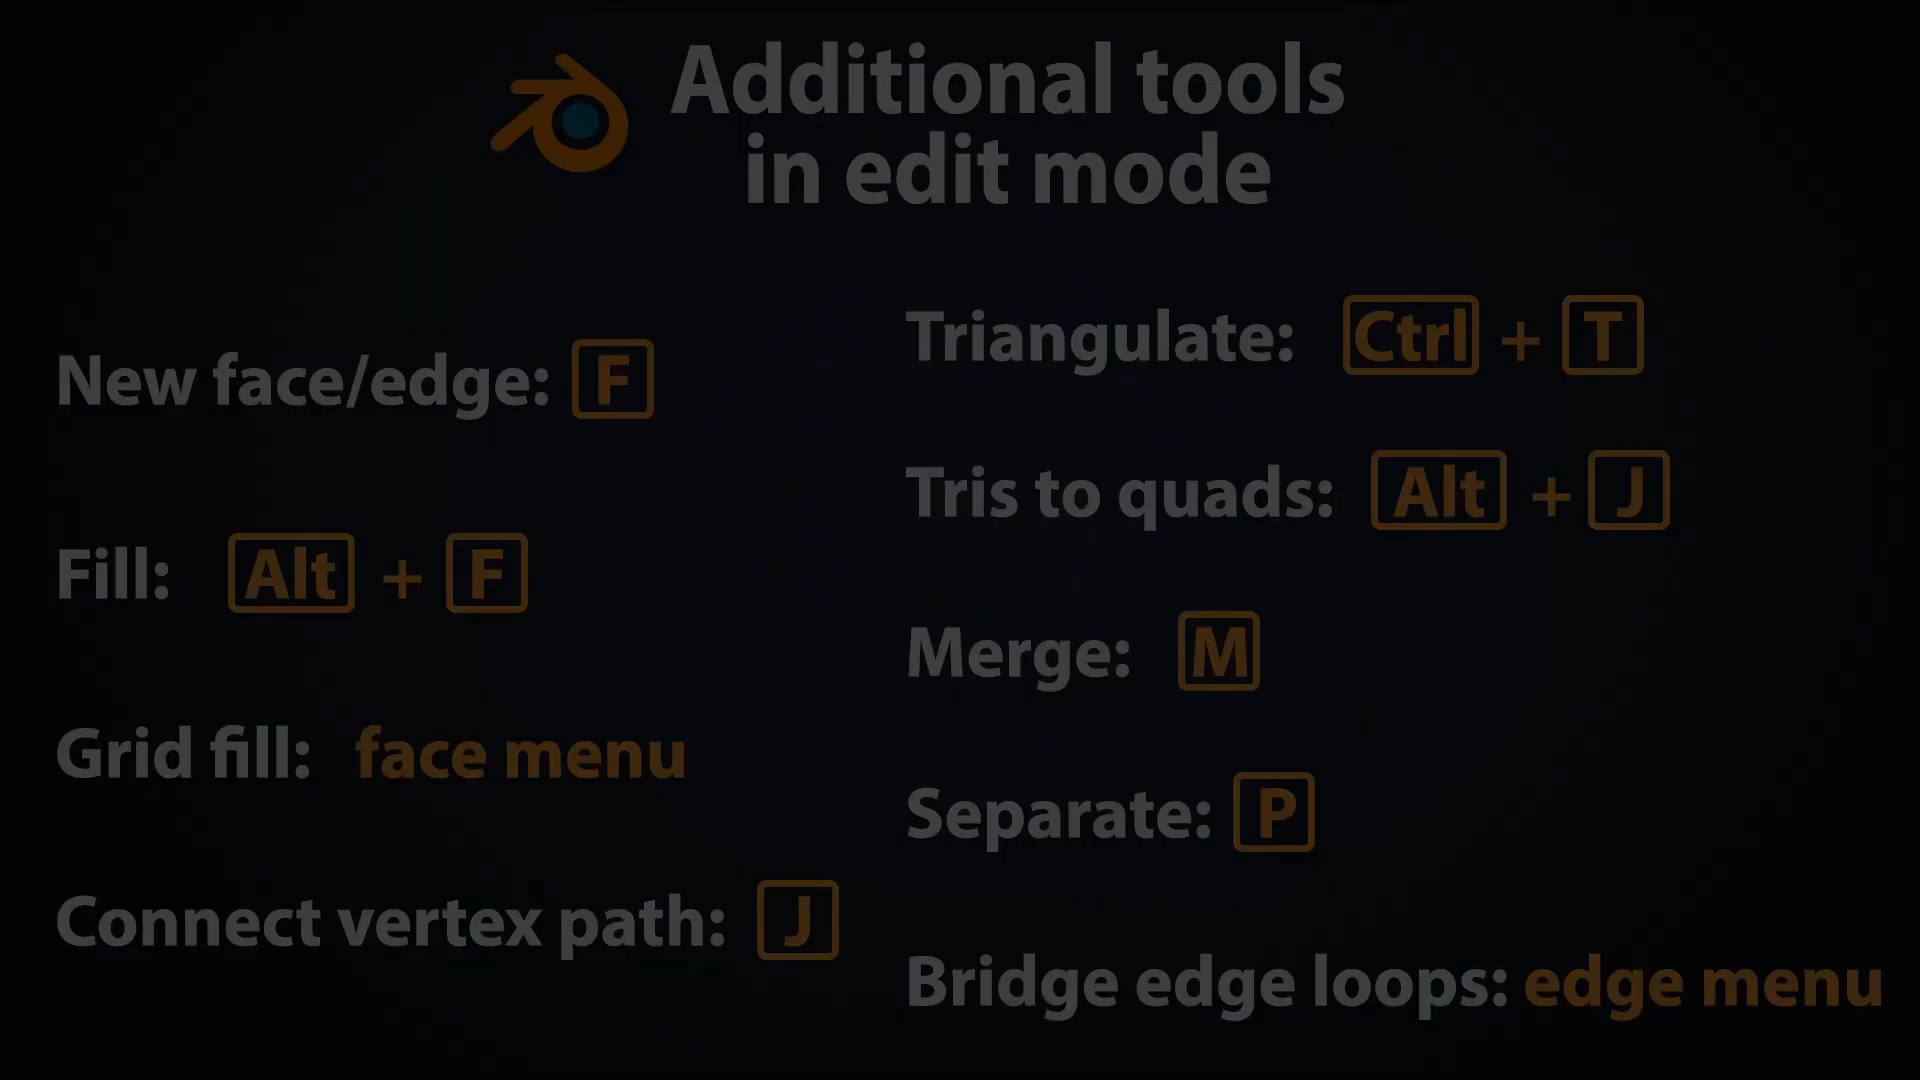 Additional tools
in edit mode
New face/edge: F
Fill: Alt + F
Grid fill: face menu
Connect vertex path: J
Triangulate: Ctrl + T
Tris to quads: Alt + J
Merge: M
Separate: P
Bridge edge loops: edge menu